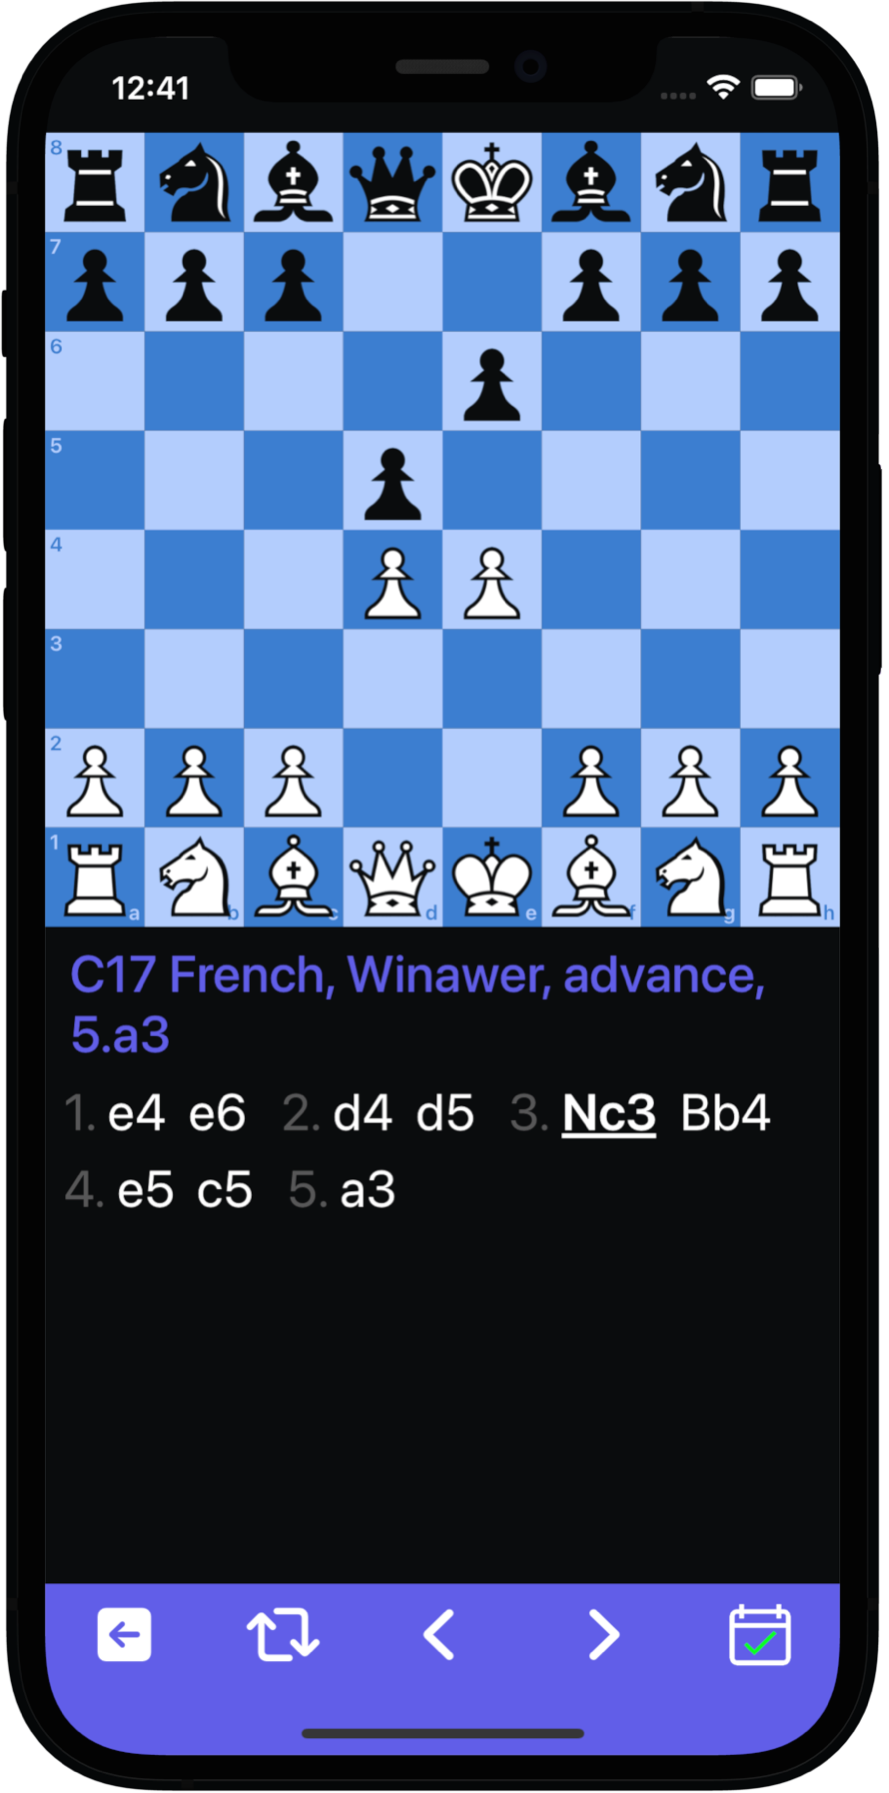 12:41
8
7
6
5
4
3
2
1
a b c d e f g h
C17 French, Winawer, advance,
5.a3
1. e4 e6 2. d4 d5 3. Nc3 Bb4
4. e5 c5 5. a3